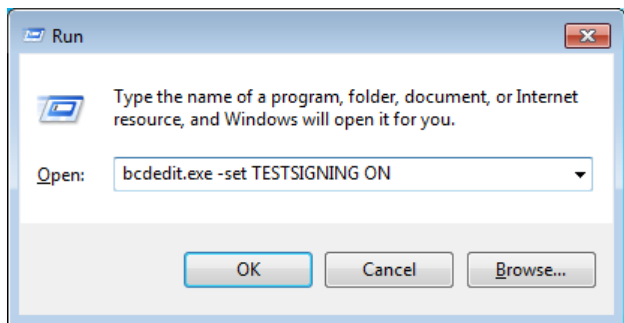 Run
Type the name of a program, folder, document, or Internet
resource, and Windows will open it for you.
Open: bcdedit.exe -set TESTSIGNING ON
OK Cancel Browse...